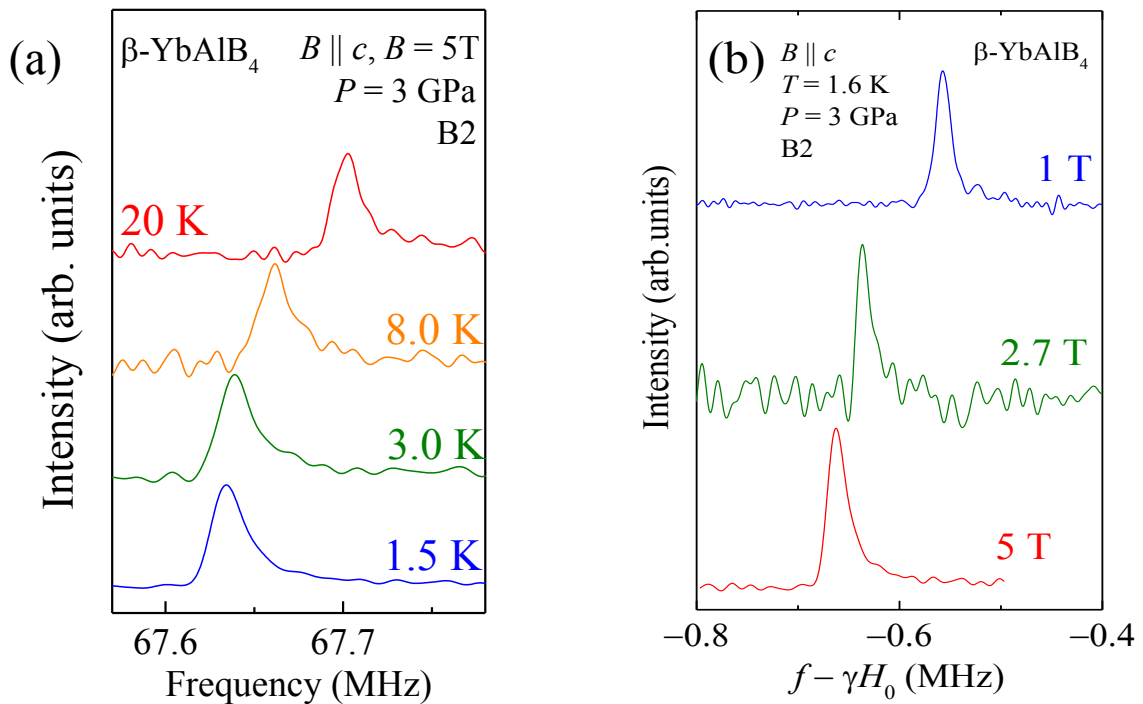 (a)
β-YbAlB₄
B || c, B = 5T
P = 3 GPa
B2
20 K
8.0 K
3.0 K
1.5 K
Intensity (arb. units)
67.6 67.7
Frequency (MHz)
(b)
B || c
T = 1.6 K
P = 3 GPa
B2
β-YbAlB₄
1 T
2.7 T
5 T
Intensity (arb.units)
−0.8 −0.6 −0.4
f − γH₀ (MHz)